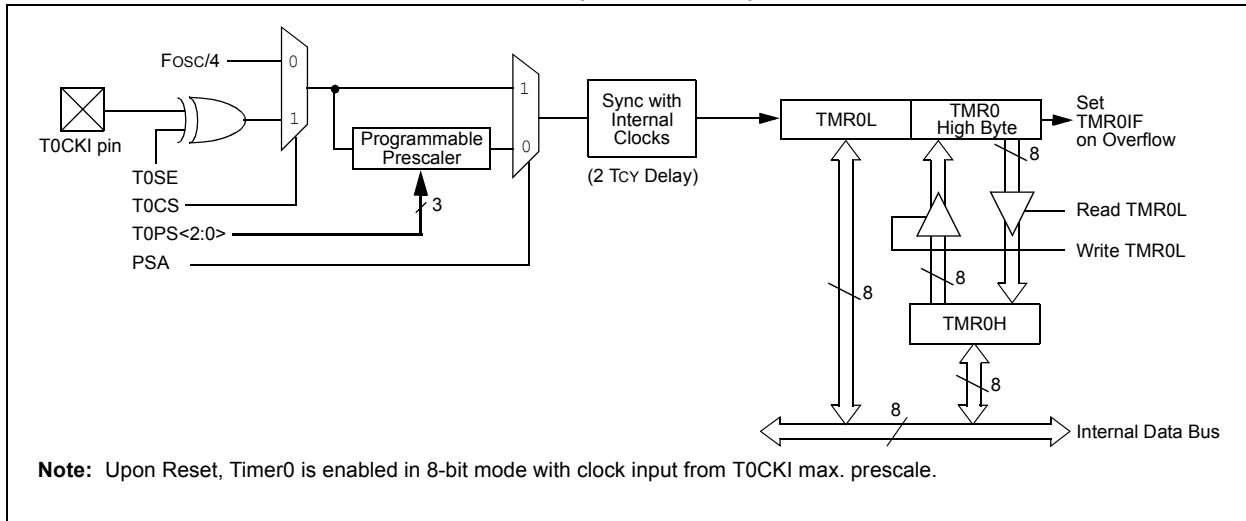 FOSC/4
0
1
T0CKI pin
T0SE
T0CS
T0PS<2:0>
PSA
Programmable
Prescaler
3
1
0
Sync with
Internal
Clocks
(2 TCY Delay)
TMR0L
TMR0
High Byte
Set
TMR0IF
on Overflow
8
Read TMR0L
Write TMR0L
8
8
TMR0H
8
8
Internal Data Bus
Note: Upon Reset, Timer0 is enabled in 8-bit mode with clock input from T0CKI max. prescale.